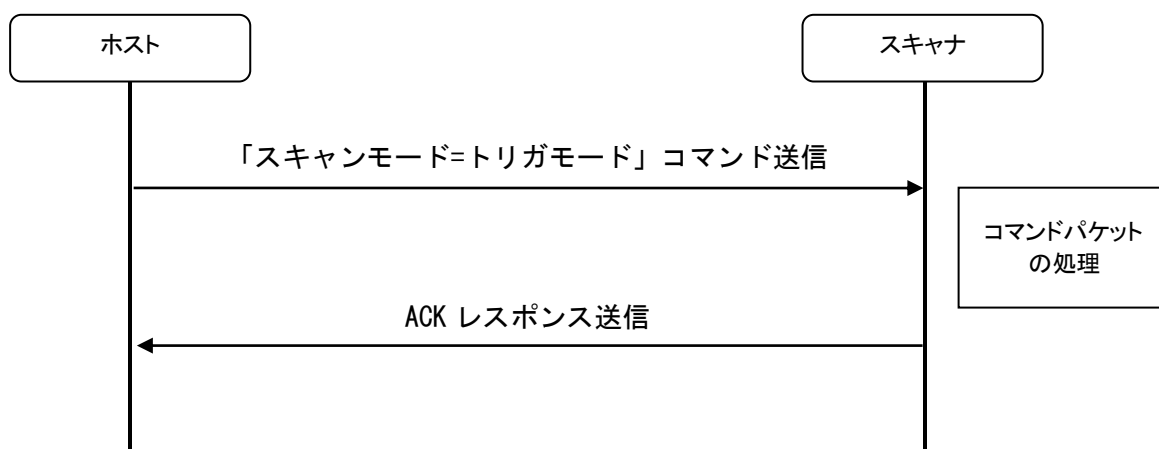 ホスト
スキャナ
「スキャンモード=トリガモード」コマンド送信
コマンドパケット
の処理
ACK レスポンス送信